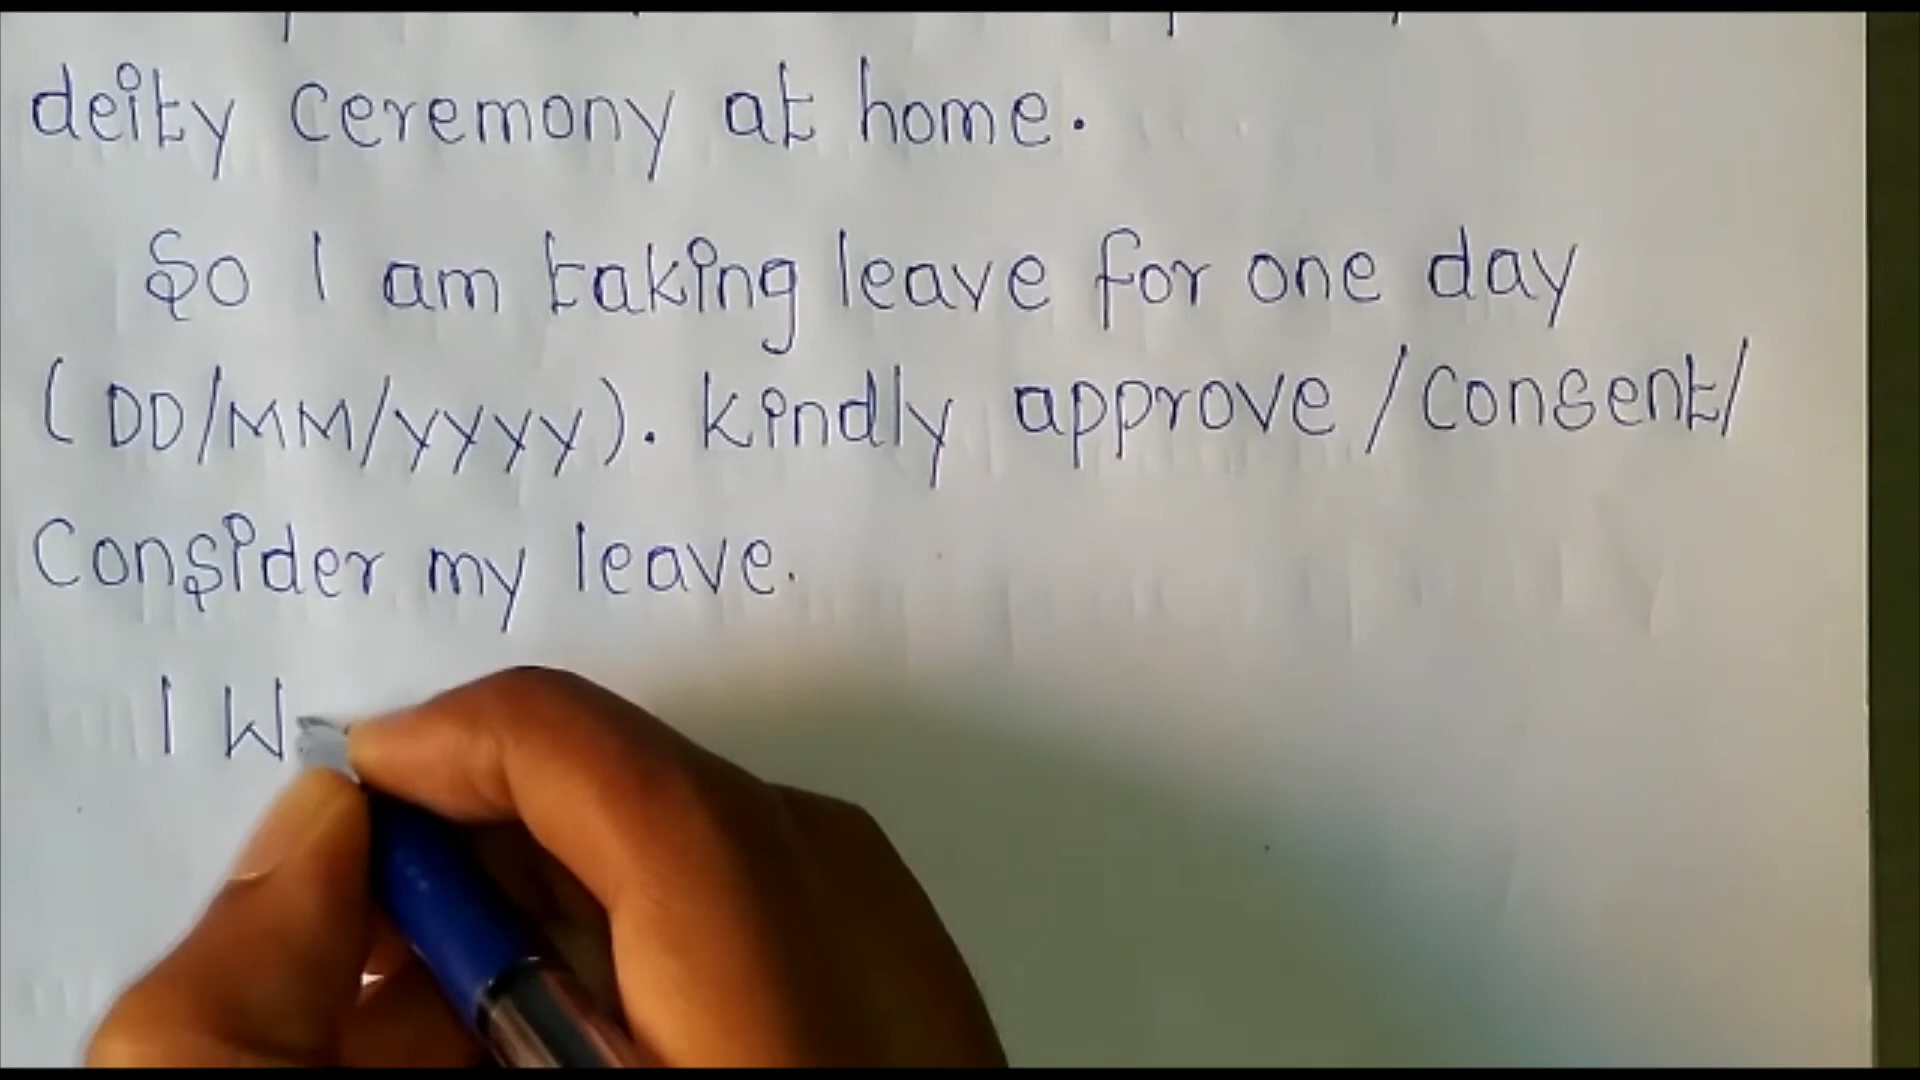 deity ceremony at home.
So I am taking leave for one day
(DD/MM/YYYY). kindly approve / Consent/
Consider my leave.
I W